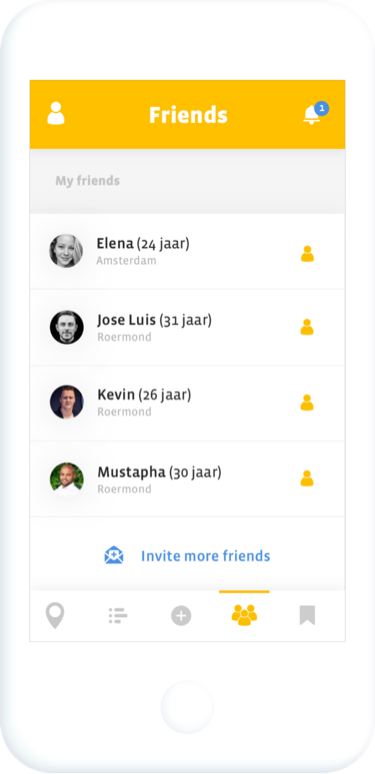 Friends
1
My friends
Elena (24 jaar)
Amsterdam
Jose Luis (31 jaar)
Roermond
Kevin (26 jaar)
Roermond
Mustapha (30 jaar)
Roermond
Invite more friends